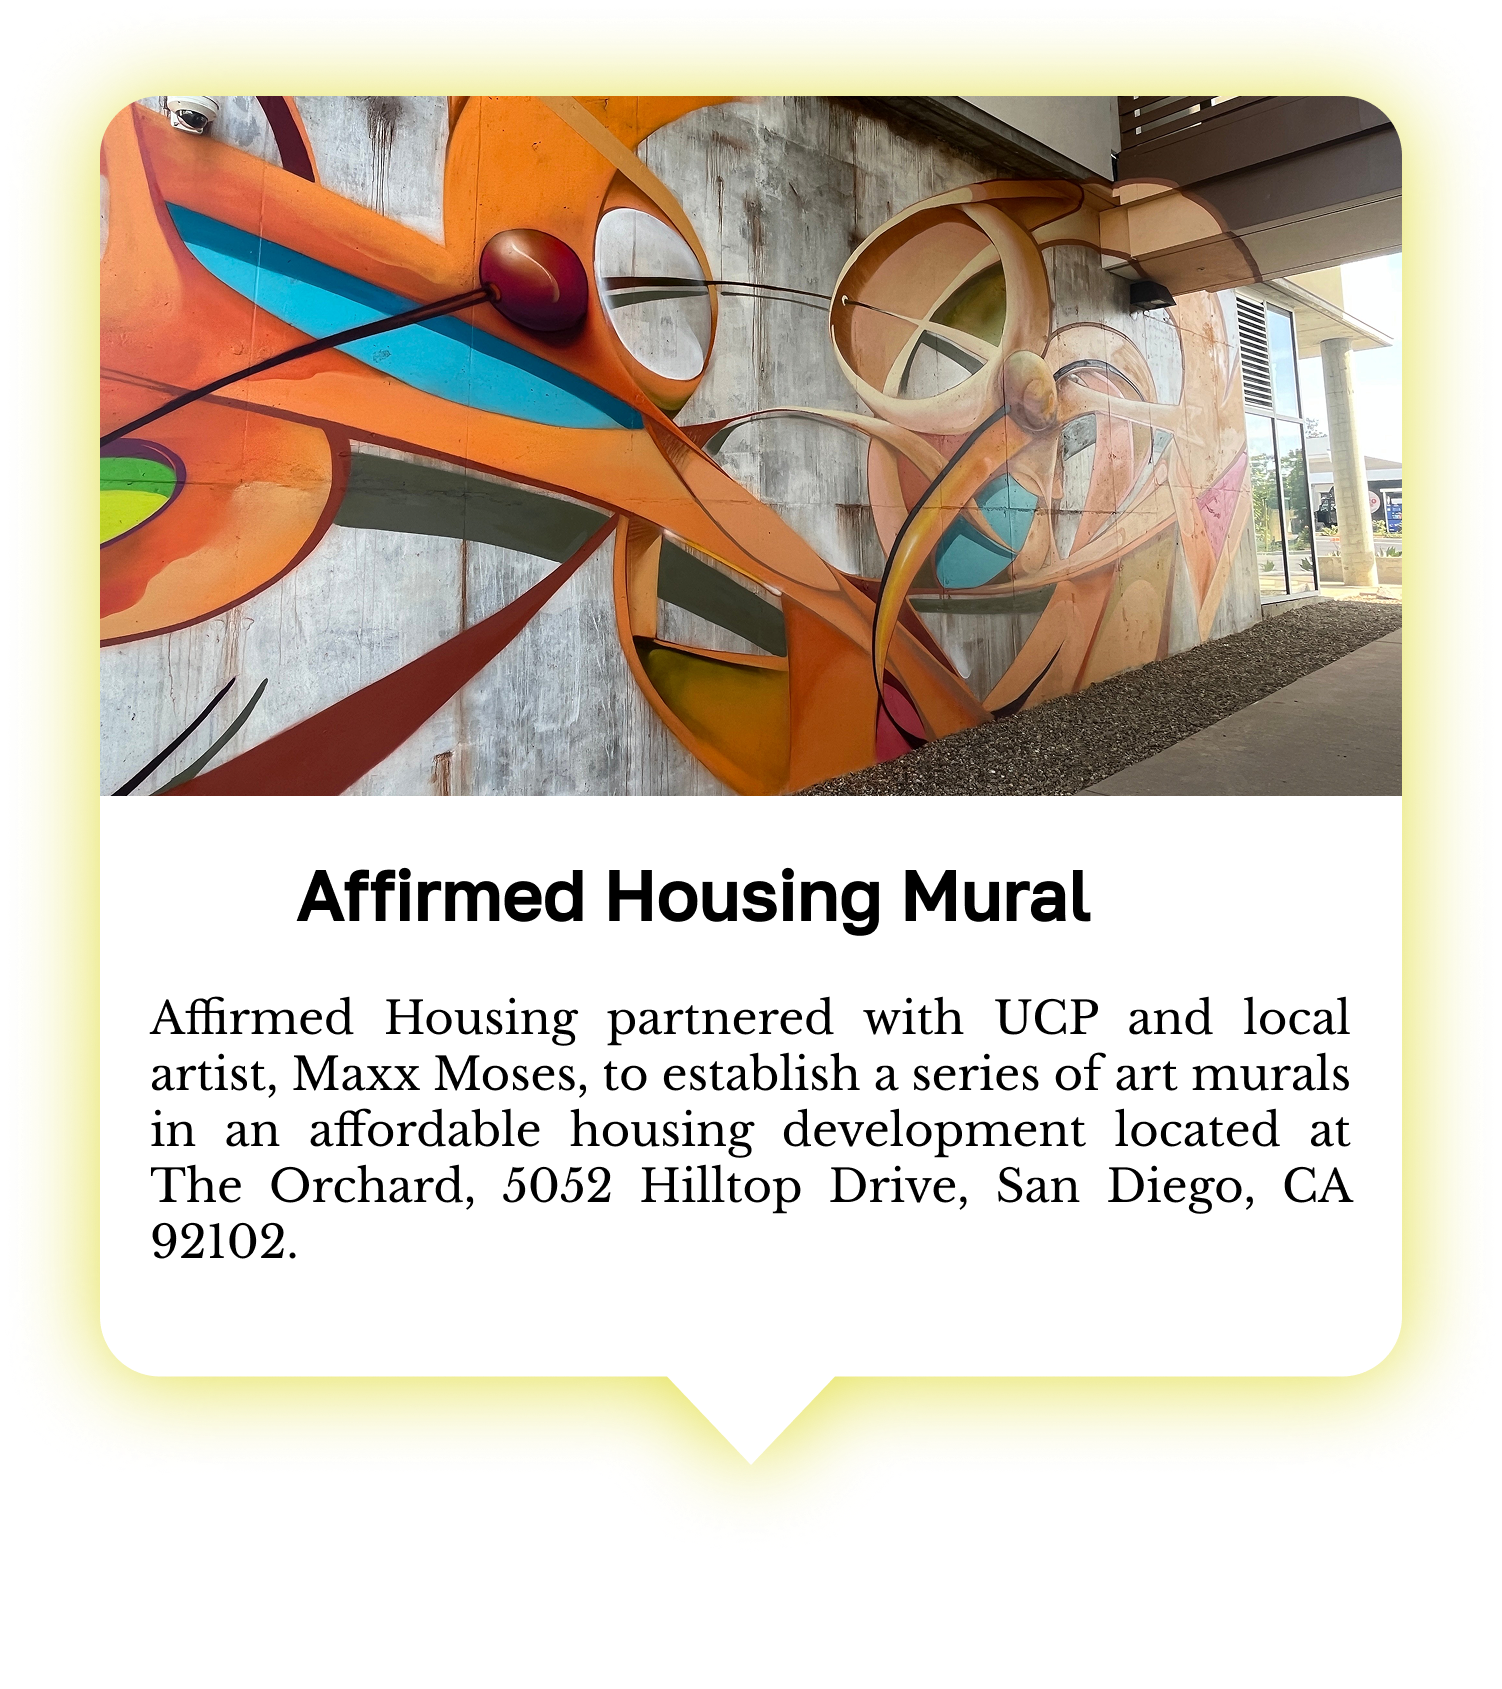 Affirmed Housing Mural
Affirmed Housing partnered with UCP and local
artist, Maxx Moses, to establish a series of art murals
in an affordable housing development located at
The Orchard, 5052 Hilltop Drive, San Diego, CA
92102.